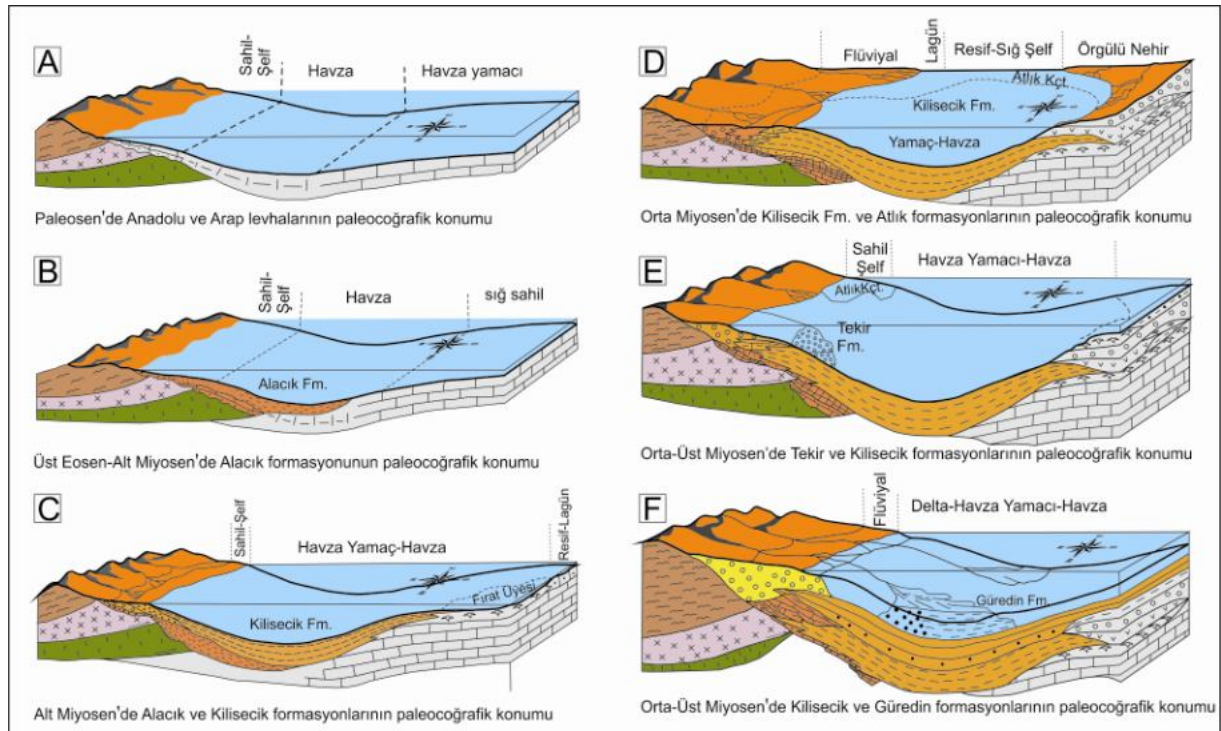 A
Sahil-
Şelf
Havza
Havza yamacı
Paleosen'de Anadolu ve Arap levhalarının paleocoğrafik konumu
B
Sahil-
Şelf
Havza
sığ sahil
Alacık Fm.
Üst Eosen-Alt Miyosen'de Alacık formasyonunun paleocoğrafik konumu
C
Sahil-Şelf
Havza Yamaç-Havza
Resif-Lagün
Fırat Üyesi
Kilisecik Fm.
Alt Miyosen'de Alacık ve Kilisecik formasyonlarının paleocoğrafik konumu
D
Flüviyal
Lagün
Resif-Sığ Şelf
Örgülü Nehir
Atlık Kçt.
Kilisecik Fm.
Yamaç-Havza
Orta Miyosen'de Kilisecik Fm. ve Atlık formasyonlarının paleocoğrafik konumu
E
Sahil
Şelf
Havza Yamacı-Havza
AtlıkKçt.
Tekir
Fm.
Orta-Üst Miyosen'de Tekir ve Kilisecik formasyonlarının paleocoğrafik konumu
F
Flüviyal
Delta-Havza Yamacı-Havza
Güredin Fm.
Orta-Üst Miyosen'de Kilisecik ve Güredin formasyonlarının paleocoğrafik konumu